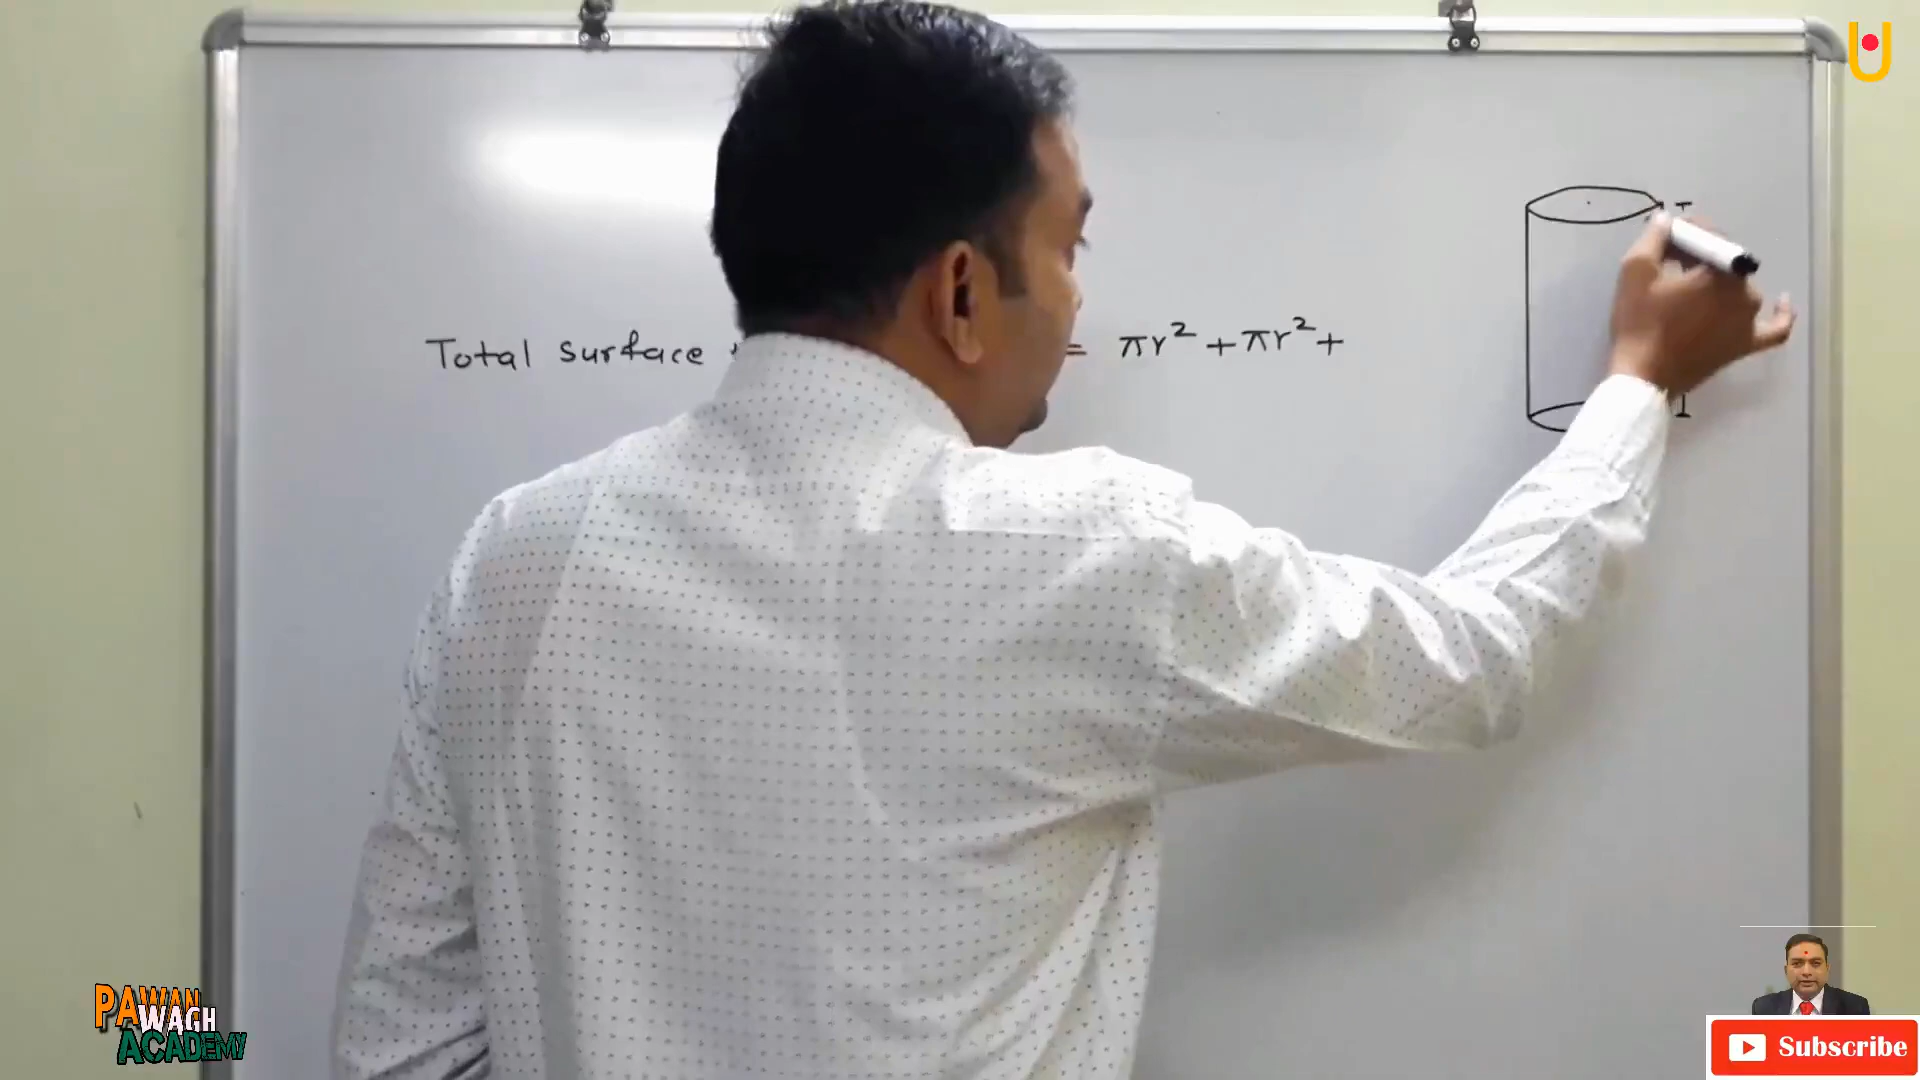 Total surface = πr² + πr² +
PAWAN
WAGH
ACADEMY
Subscribe